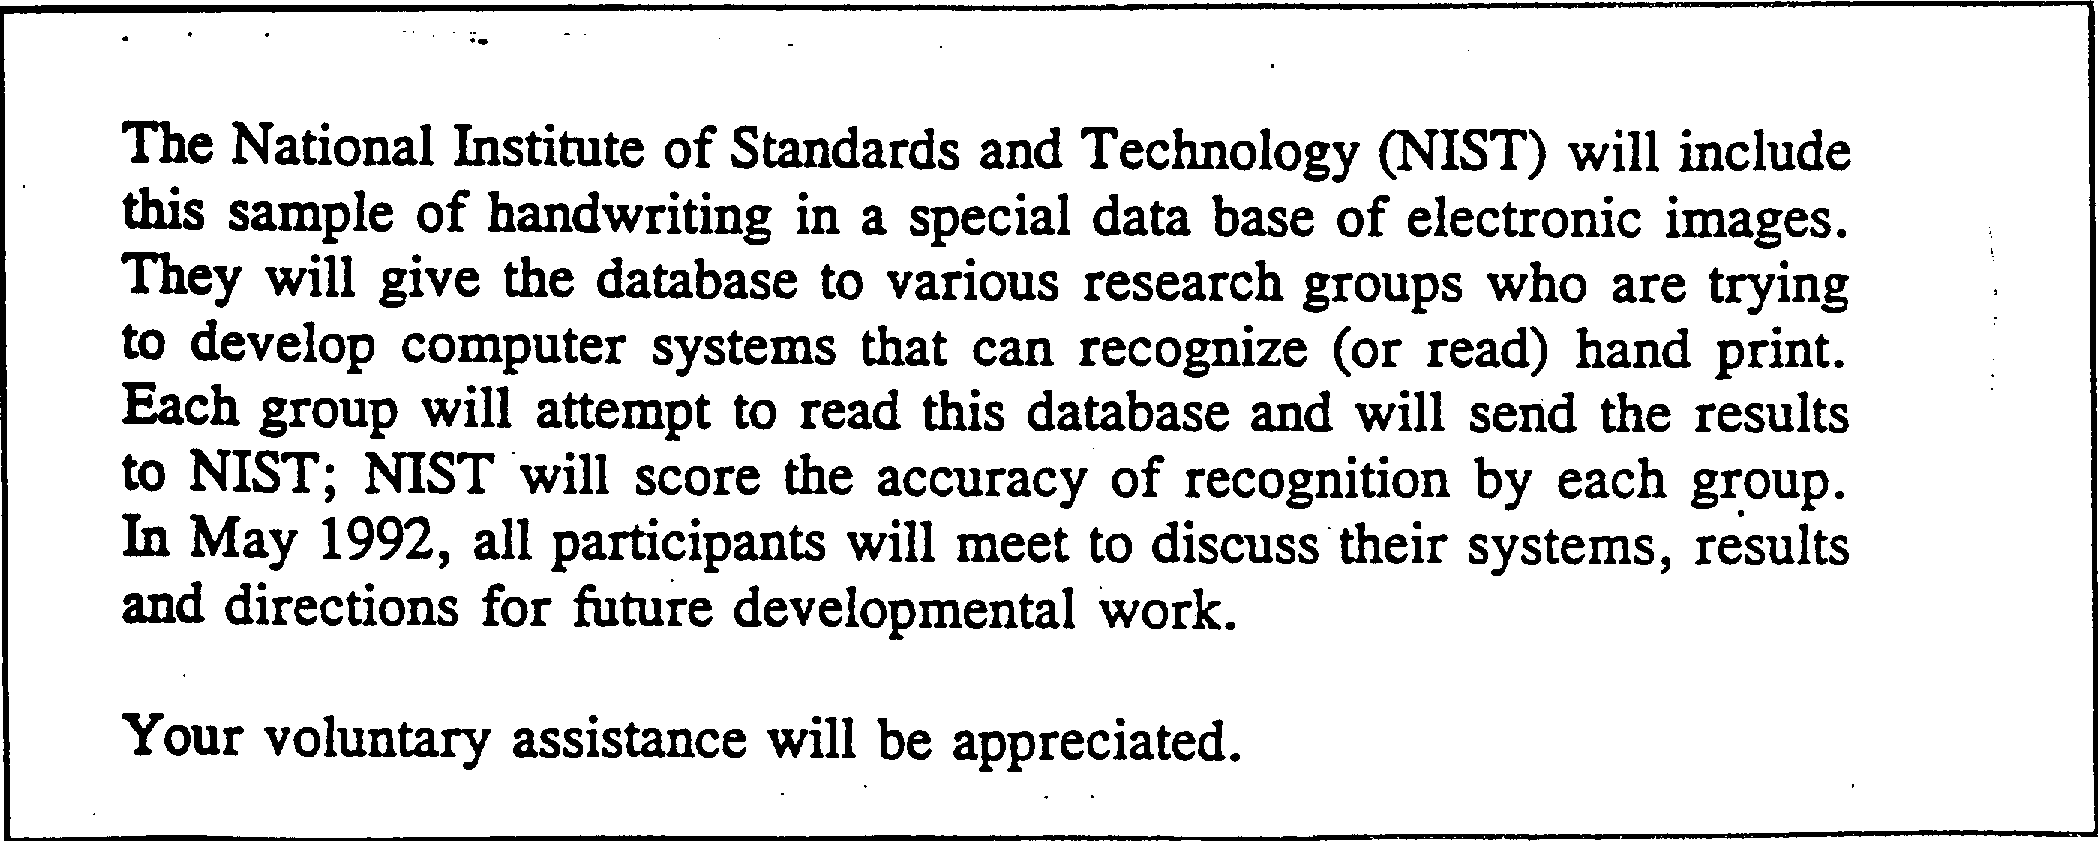 The National Institute of Standards and Technology (NIST) will include
this sample of handwriting in a special data base of electronic images.
They will give the database to various research groups who are trying
to develop computer systems that can recognize (or read) hand print.
Each group will attempt to read this database and will send the results
to NIST; NIST will score the accuracy of recognition by each group.
In May 1992, all participants will meet to discuss their systems, results
and directions for future developmental work.
Your voluntary assistance will be appreciated.